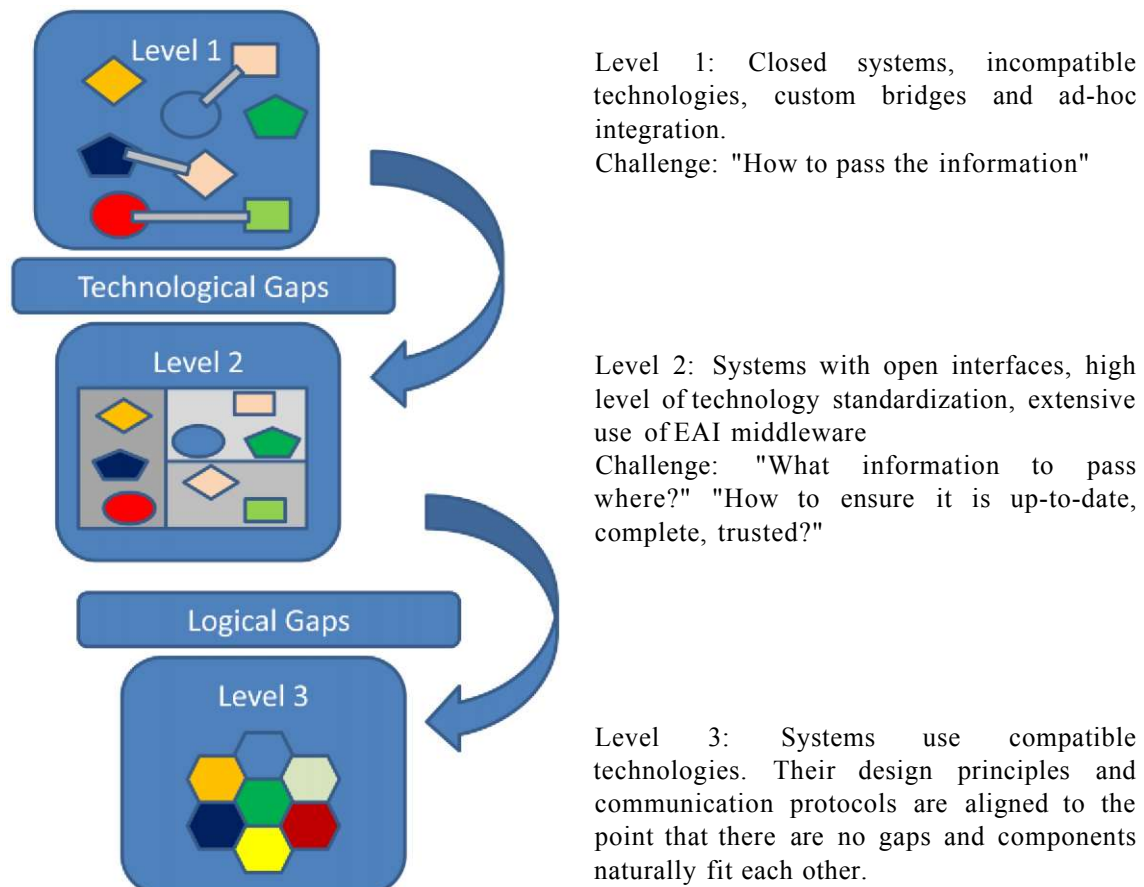 Level 1
Level 1: Closed systems, incompatible
technologies, custom bridges and ad-hoc
integration.
Challenge: "How to pass the information"
Technological Gaps
Level 2
Level 2: Systems with open interfaces, high
level of technology standardization, extensive
use of EAI middleware
Challenge: "What information to pass
where?" "How to ensure it is up-to-date,
complete, trusted?"
Logical Gaps
Level 3
Level 3: Systems use compatible
technologies. Their design principles and
communication protocols are aligned to the
point that there are no gaps and components
naturally fit each other.